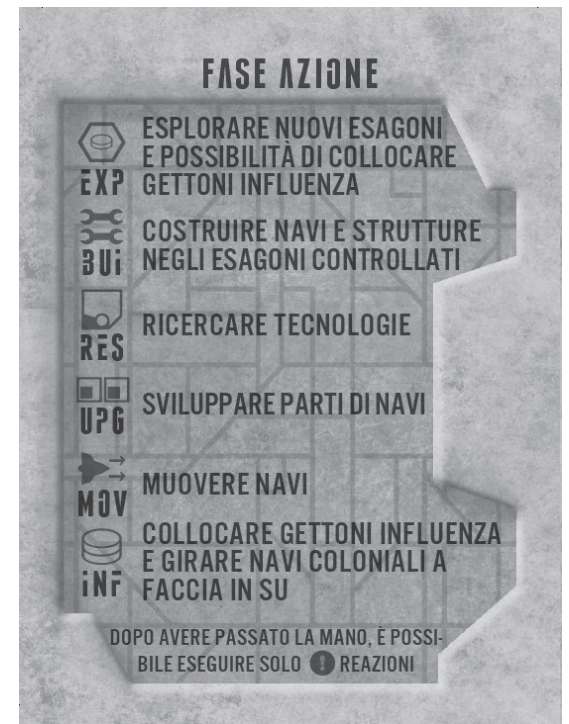 FASE AZIONE
ESPLORARE NUOVI ESAGONI
E POSSIBILITÀ DI COLLOCARE
EXP GETTONI INFLUENZA
COSTRUIRE NAVI E STRUTTURE
BUi NEGLI ESAGONI CONTROLLATI
RICERCARE TECNOLOGIE
RES
SVILUPPARE PARTI DI NAVI
UPG
MUOVERE NAVI
MOV
COLLOCARE GETTONI INFLUENZA
E GIRARE NAVI COLONIALI A
iNF FACCIA IN SU
DOPO AVERE PASSATO LA MANO, È POSSI-
BILE ESEGUIRE SOLO ! REAZIONI